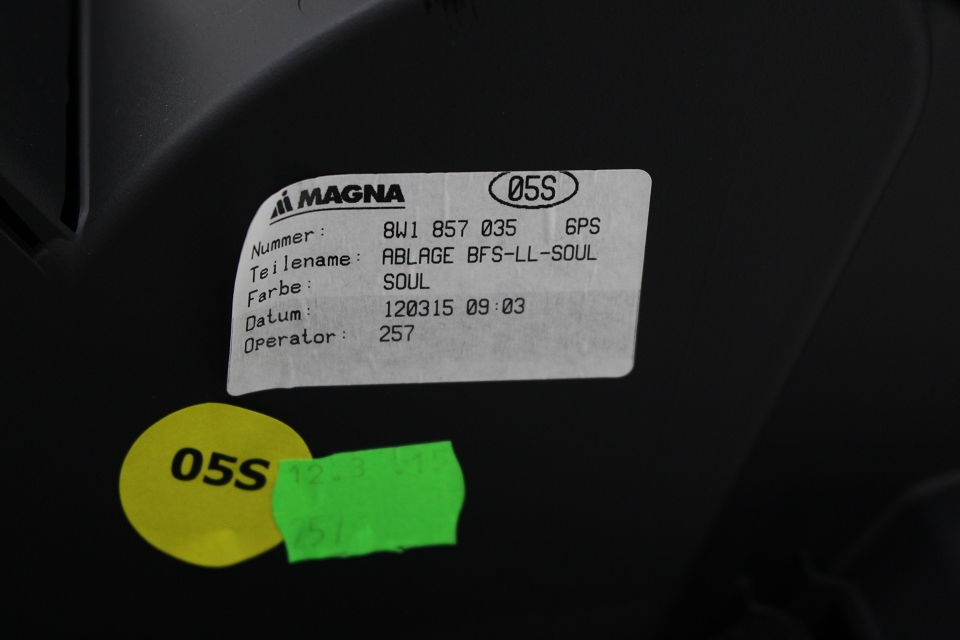 MAGNA 05S
Nummer: 8W1 857 035 6PS
Teilename: ABLAGE BFS-LL-SOUL
Farbe: SOUL
Datum: 120315 09:03
Operator: 257
05S
12.3 .15
257